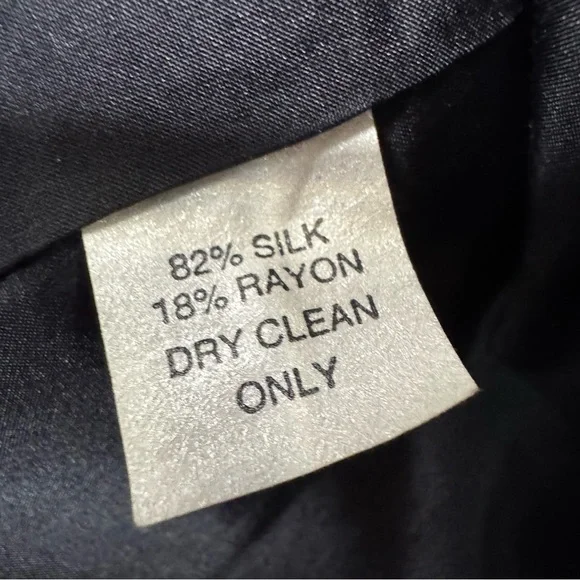 82% SILK
18% RAYON
DRY CLEAN
ONLY